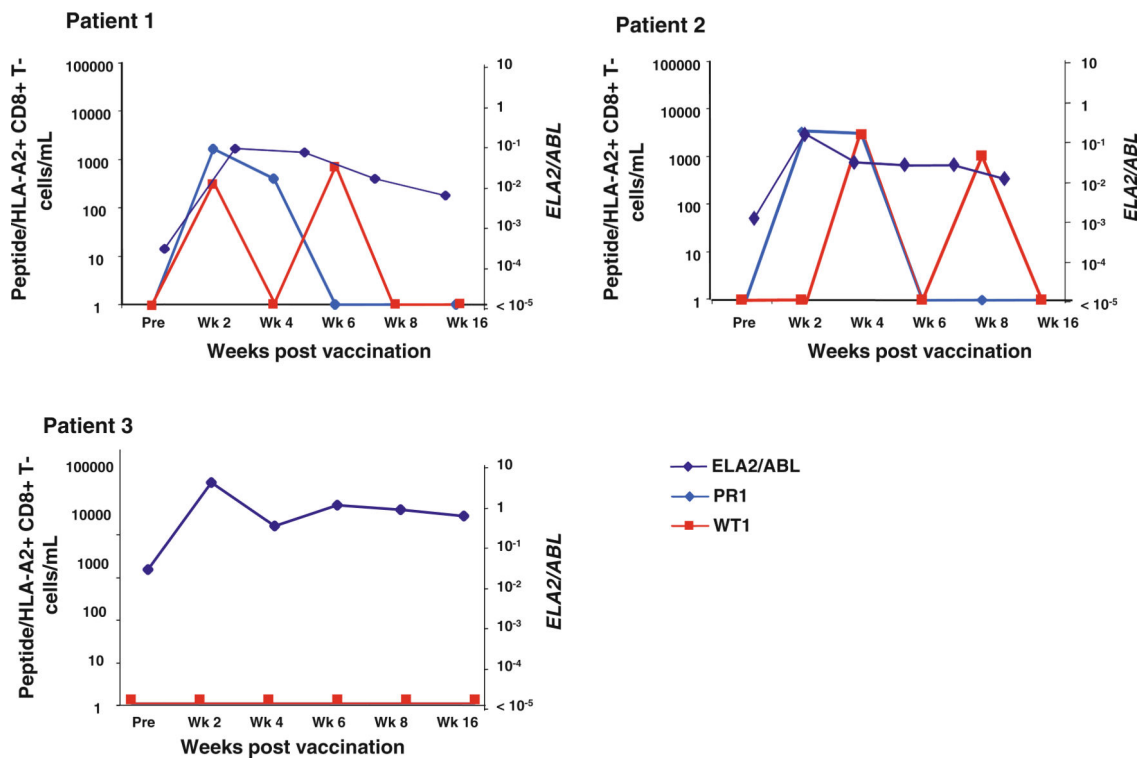 Patient 1
Peptide/HLA-A2+ CD8+ T-
cells/mL
100000
10000
1000
100
10
1
10
1
10-1
10-2
10-3
10-4
< 10-5
ELA2/ABL
Pre Wk 2 Wk 4 Wk 6 Wk 8 Wk 16
Weeks post vaccination
Patient 2
Peptide/HLA-A2+ CD8+ T-
cells/mL
100000
10000
1000
100
10
1
10
1
10-1
10-2
10-3
10-4
< 10-5
ELA2/ABL
Pre Wk 2 Wk 4 Wk 6 Wk 8 Wk 16
Weeks post vaccination
Patient 3
Peptide/HLA-A2+ CD8+ T-
cells/mL
100000
10000
1000
100
10
1
10
1
10-1
10-2
10-3
10-4
< 10-5
ELA2/ABL
Pre Wk 2 Wk 4 Wk 6 Wk 8 Wk 16
Weeks post vaccination
ELA2/ABL
PR1
WT1